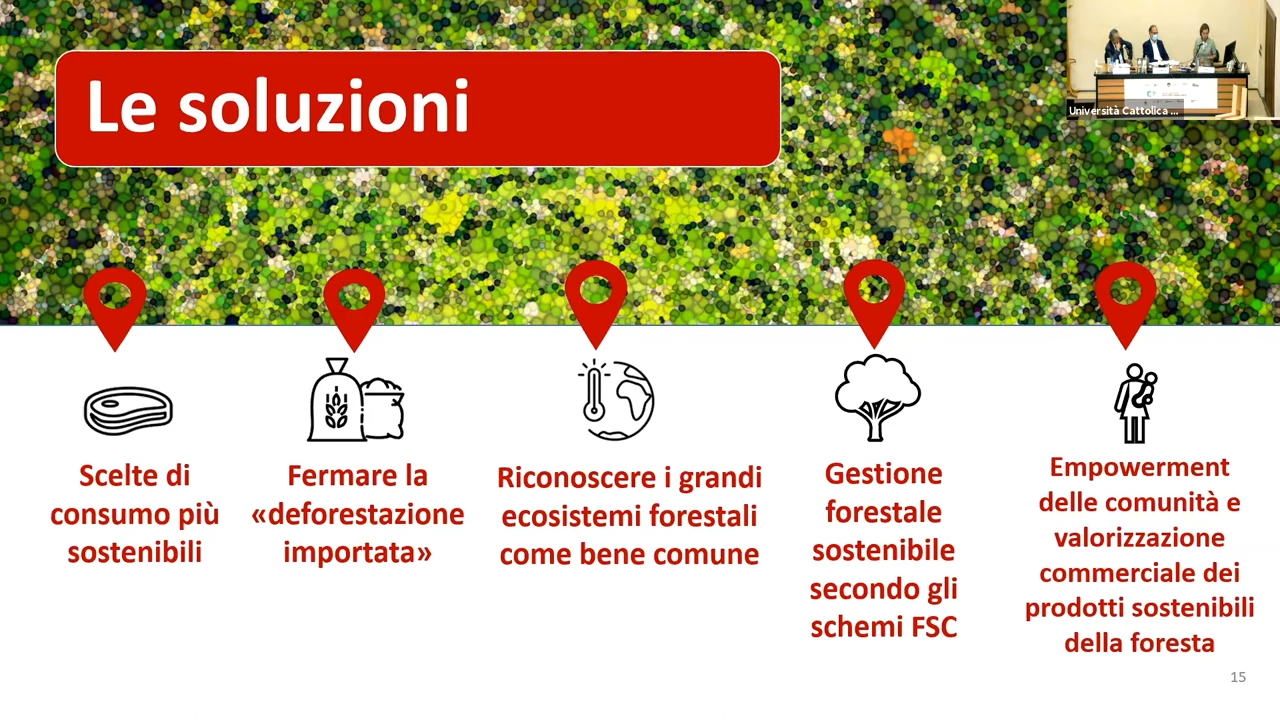 Le soluzioni
Università Cattolica ...
Scelte di
consumo più
sostenibili
Fermare la
«deforestazione
importata»
Riconoscere i grandi
ecosistemi forestali
come bene comune
Gestione
forestale
sostenibile
secondo gli
schemi FSC
Empowerment
delle comunità e
valorizzazione
commerciale dei
prodotti sostenibili
della foresta
15